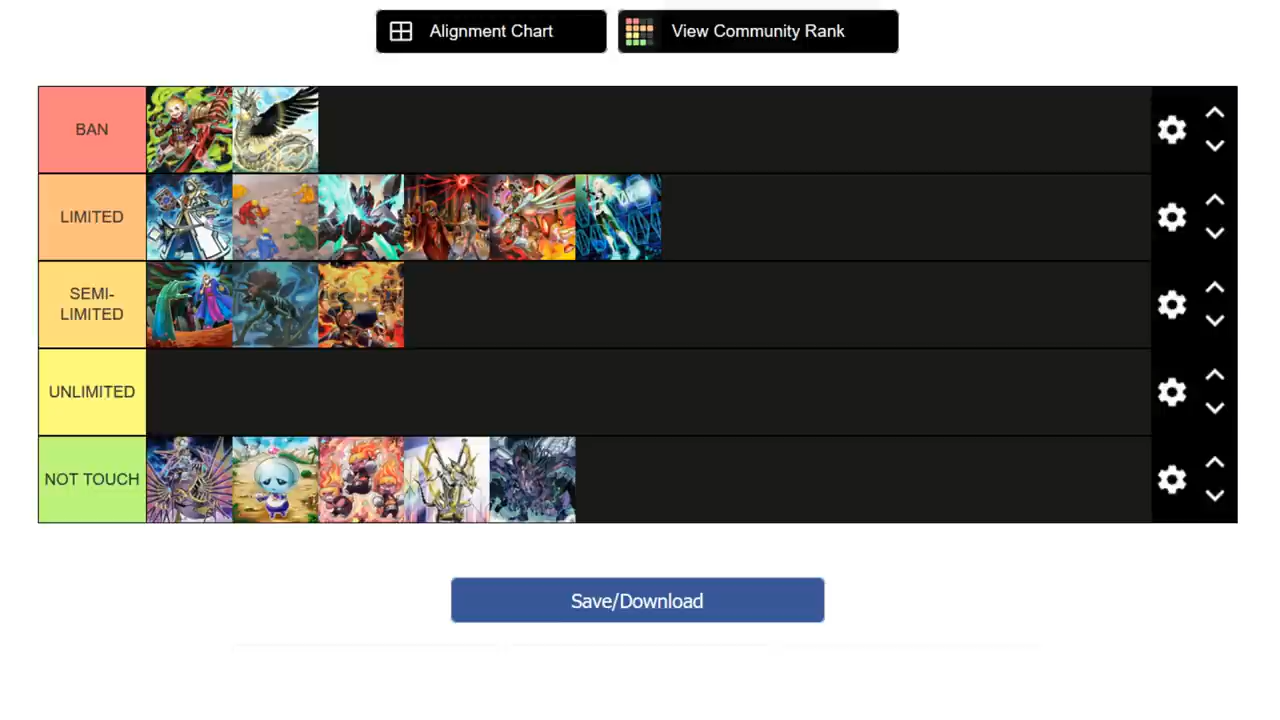 Alignment Chart
View Community Rank
BAN
LIMITED
SEMI-
LIMITED
UNLIMITED
NOT TOUCH
Save/Download